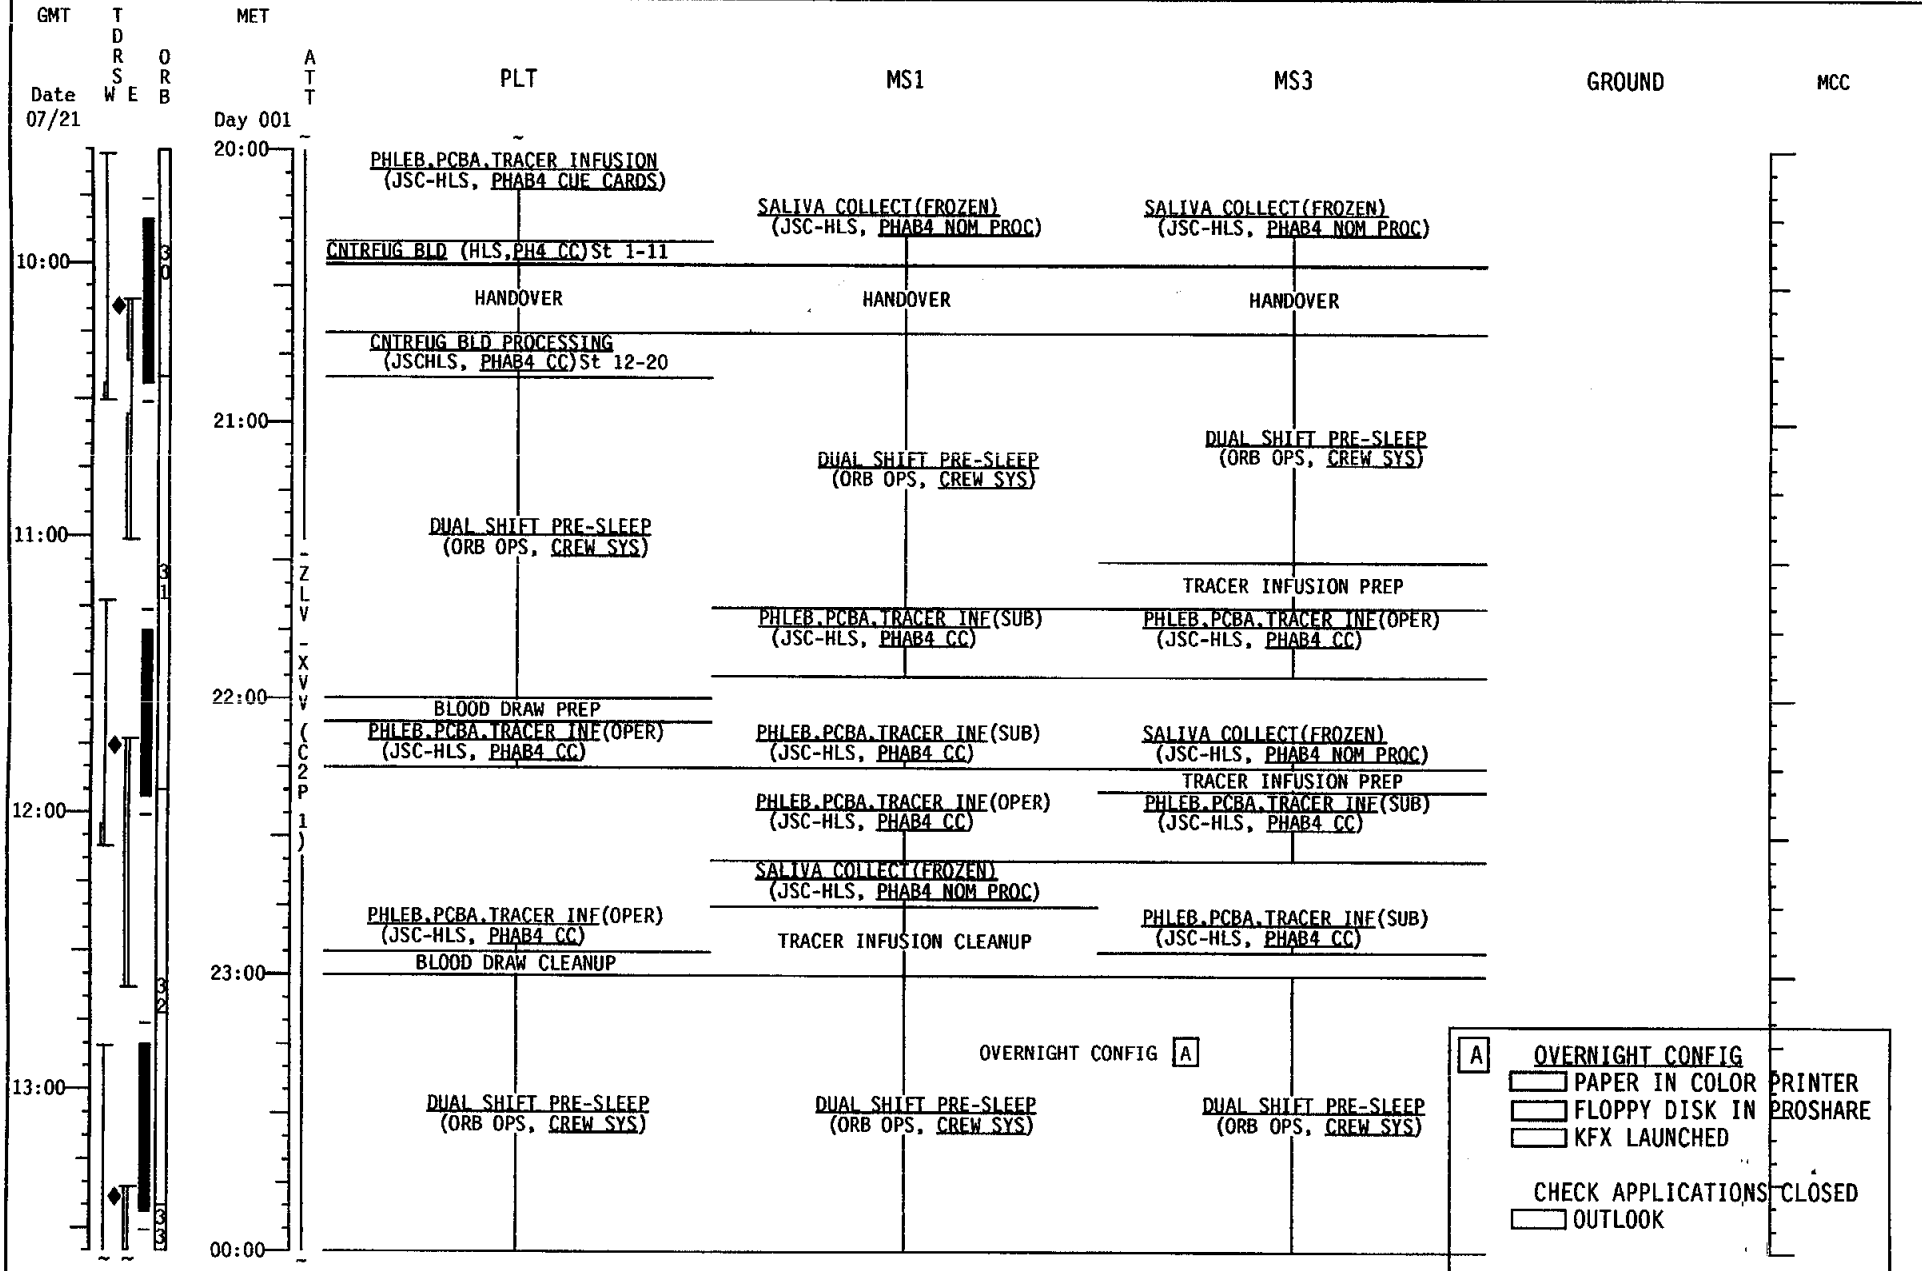 GMT
TDRS
W E
ORB
MET
ATT
PLT
MS1
MS3
GROUND
MCC
Date
07/21
Day 001
20:00
PHLEB.PCBA.TRACER INFUSION
(JSC-HLS, PHAB4 CUE CARDS)
SALIVA COLLECT(FROZEN)
(JSC-HLS, PHAB4 NOM PROC)
SALIVA COLLECT(FROZEN)
(JSC-HLS, PHAB4 NOM PROC)
10:00
30
CNTRFUG BLD (HLS,PH4 CC)St 1-11
HANDOVER
HANDOVER
HANDOVER
CNTRFUG BLD PROCESSING
(JSCHLS, PHAB4 CC)St 12-20
21:00
DUAL SHIFT PRE-SLEEP
(ORB OPS, CREW SYS)
DUAL SHIFT PRE-SLEEP
(ORB OPS, CREW SYS)
11:00
DUAL SHIFT PRE-SLEEP
(ORB OPS, CREW SYS)
31
-ZLV -XVV (C2P 1)
TRACER INFUSION PREP
PHLEB.PCBA.TRACER INF(SUB)
(JSC-HLS, PHAB4 CC)
PHLEB.PCBA.TRACER INF(OPER)
(JSC-HLS, PHAB4 CC)
22:00
BLOOD DRAW PREP
PHLEB.PCBA.TRACER INF(OPER)
(JSC-HLS, PHAB4 CC)
PHLEB.PCBA.TRACER INF(SUB)
(JSC-HLS, PHAB4 CC)
SALIVA COLLECT(FROZEN)
(JSC-HLS, PHAB4 NOM PROC)
TRACER INFUSION PREP
12:00
PHLEB.PCBA.TRACER INF(OPER)
(JSC-HLS, PHAB4 CC)
PHLEB.PCBA.TRACER INF(SUB)
(JSC-HLS, PHAB4 CC)
SALIVA COLLECT(FROZEN)
(JSC-HLS, PHAB4 NOM PROC)
PHLEB.PCBA.TRACER INF(OPER)
(JSC-HLS, PHAB4 CC)
TRACER INFUSION CLEANUP
PHLEB.PCBA.TRACER INF(SUB)
(JSC-HLS, PHAB4 CC)
BLOOD DRAW CLEANUP
23:00
32
OVERNIGHT CONFIG A
13:00
DUAL SHIFT PRE-SLEEP
(ORB OPS, CREW SYS)
DUAL SHIFT PRE-SLEEP
(ORB OPS, CREW SYS)
DUAL SHIFT PRE-SLEEP
(ORB OPS, CREW SYS)
33
00:00
A OVERNIGHT CONFIG
PAPER IN COLOR PRINTER
FLOPPY DISK IN PROSHARE
KFX LAUNCHED
CHECK APPLICATIONS CLOSED
OUTLOOK